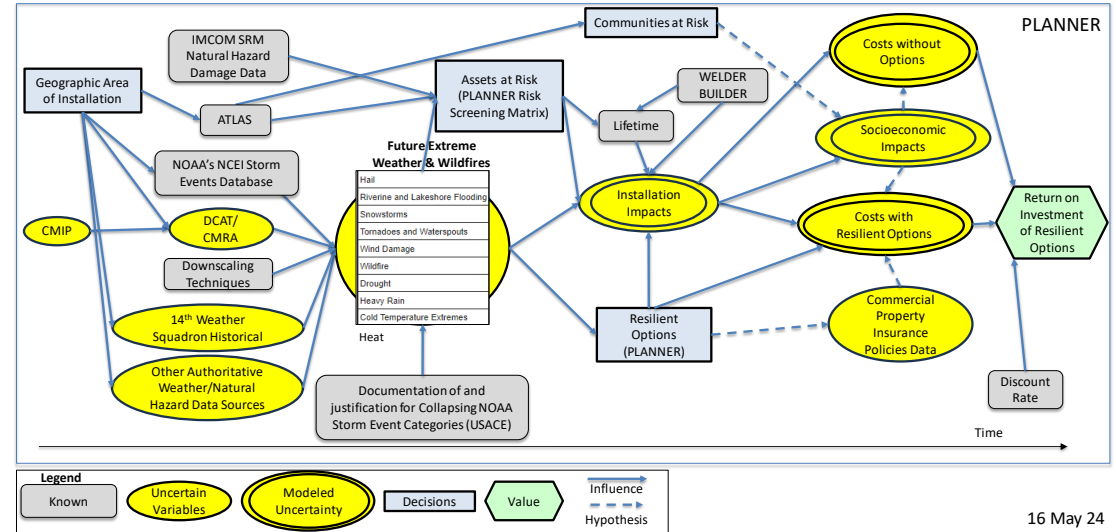 PLANNER
Communities at Risk
IMCOM SRM
Natural Hazard
Damage Data
Geographic Area
of Installation
ATLAS
Assets at Risk
(PLANNER Risk
Screening Matrix)
WELDER
BUILDER
Lifetime
Costs without
Options
Socioeconomic
Impacts
NOAA's NCEI Storm
Events Database
Future Extreme
Weather & Wildfires
Hail
Riverine and Lakeshore Flooding
Snowstorms
Tornadoes and Waterspouts
Wind Damage
Wildfire
Drought
Heavy Rain
Cold Temperature Extremes
Heat
Installation
Impacts
CMIP
DCAT/
CMRA
Downscaling
Techniques
14th Weather
Squadron Historical
Other Authoritative
Weather/Natural
Hazard Data Sources
Costs with
Resilient Options
Return on
Investment
of Resilient
Options
Resilient
Options
(PLANNER)
Commercial
Property
Insurance
Policies Data
Documentation of and
justification for Collapsing NOAA
Storm Event Categories (USACE)
Discount
Rate
Time
Legend
Known
Uncertain
Variables
Modeled
Uncertainty
Decisions
Value
Influence
Hypothesis
16 May 24